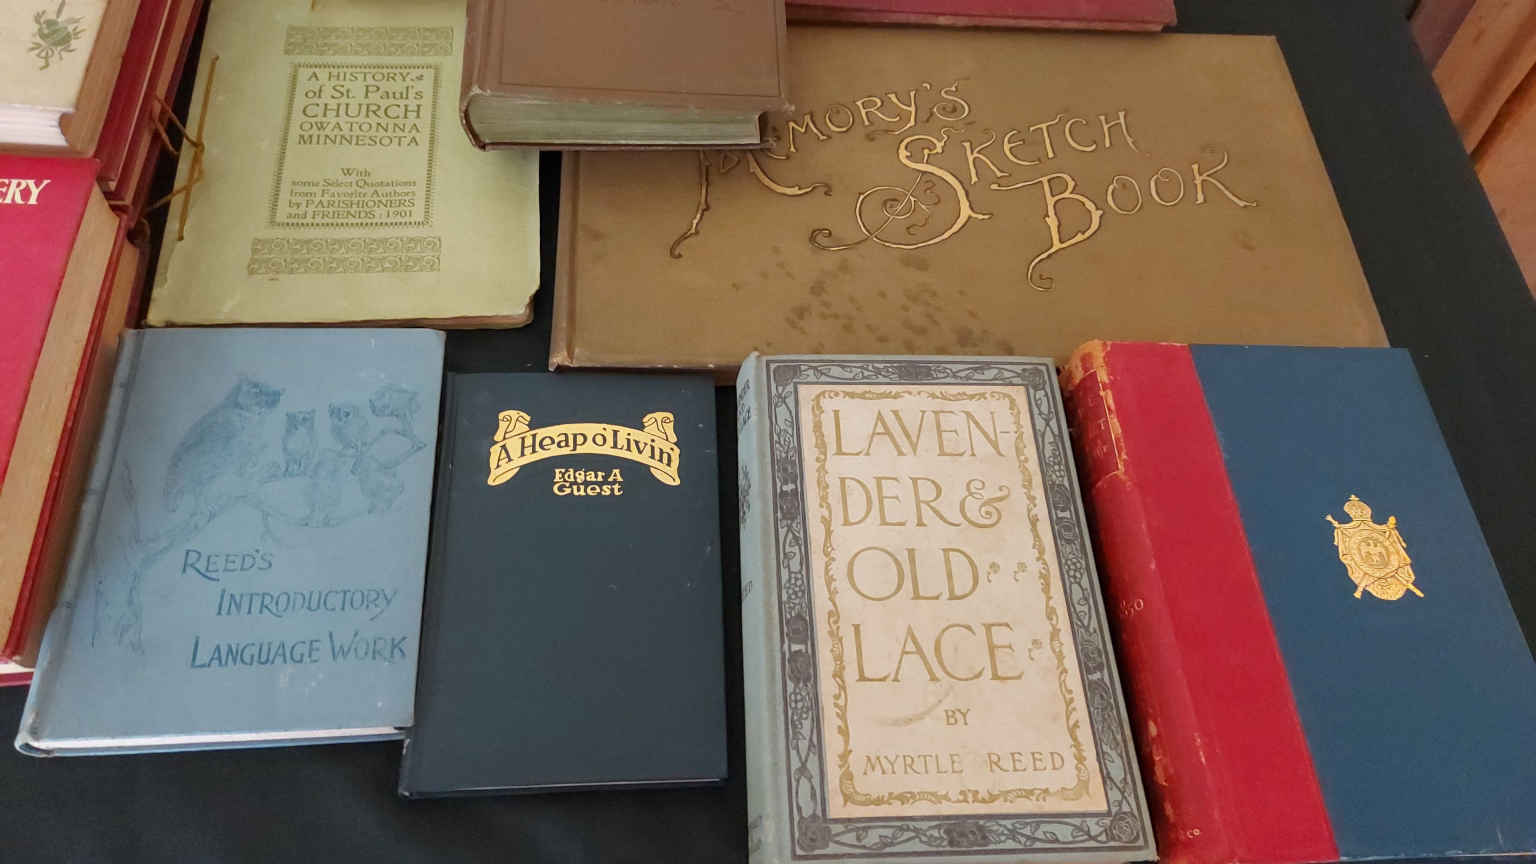 ERY
A HISTORY
of St. Paul's
CHURCH
OWATONNA
MINNESOTA
With
some Select Quotations
from Favorite Authors
by PARISHIONERS
and FRIENDS: 1901
MEMORY'S
SKETCH
BOOK
REED'S
INTRODUCTORY
LANGUAGE WORK
A Heap o' Livin'
Edgar A
Guest
LAVEN-
DER &
OLD
LACE
BY
MYRTLE REED